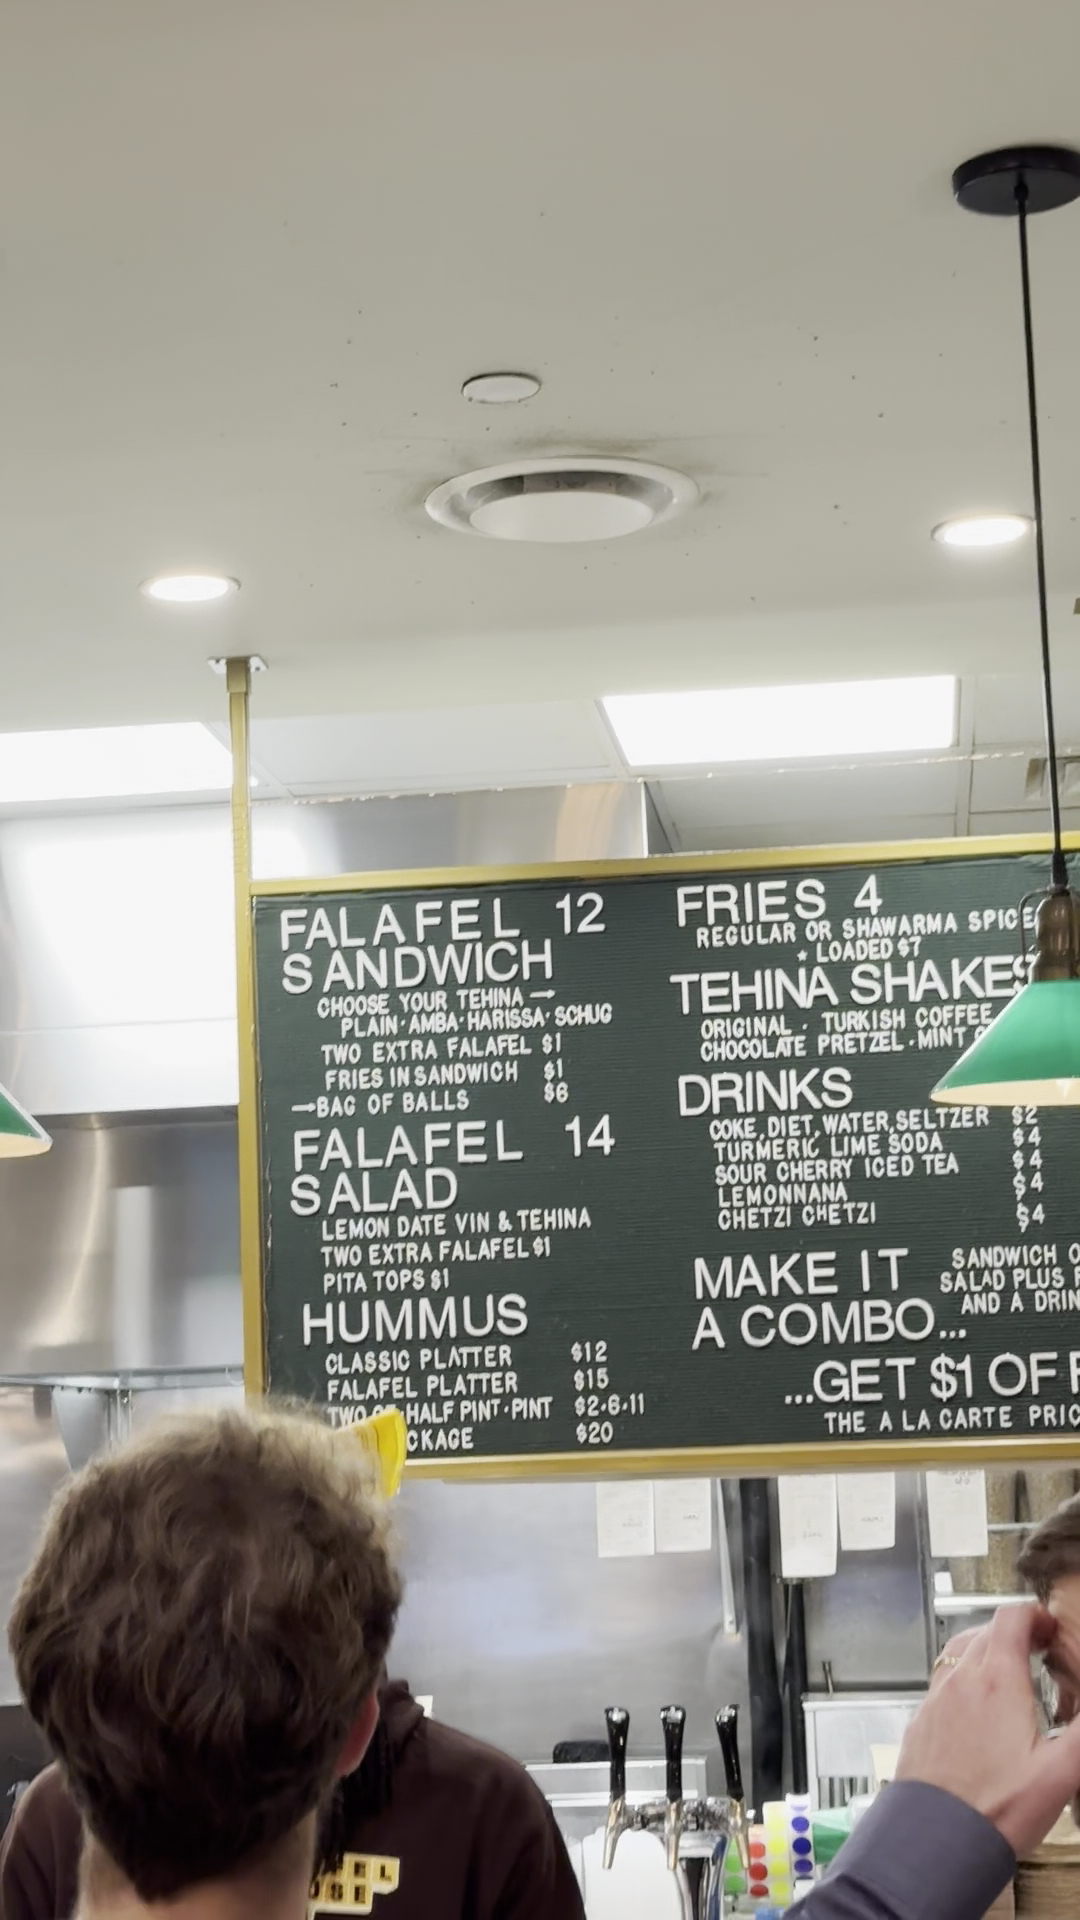 FALAFEL 12
SANDWICH
CHOOSE YOUR TEHINA →
PLAIN·AMBA·HARISSA·SCHUG
TWO EXTRA FALAFEL $1
FRIES IN SANDWICH $1
→BAG OF BALLS $6
FALAFEL 14
SALAD
LEMON DATE VIN & TEHINA
TWO EXTRA FALAFEL $1
PITA TOPS $1
HUMMUS
CLASSIC PLATTER $12
FALAFEL PLATTER $15
TWO HALF PINT·PINT $2·6·11
$20
FRIES 4
REGULAR OR SHAWARMA SPICE
★ LOADED $7
TEHINA SHAKES
ORIGINAL · TURKISH COFFEE
CHOCOLATE PRETZEL·MINT
DRINKS
COKE, DIET, WATER, SELTZER $2
TURMERIC LIME SODA $4
SOUR CHERRY ICED TEA $4
LEMONNANA $4
CHETZI CHETZI $4
MAKE IT
A COMBO...
SANDWICH
SALAD PLUS
AND A
...GET $1 OF
THE A LA CARTE